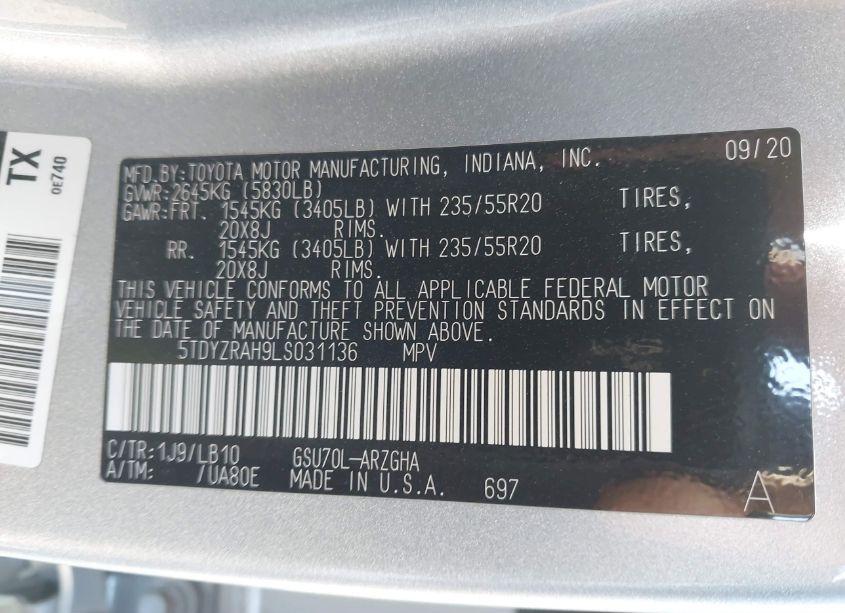 TX
0E740
MFD.BY:TOYOTA MOTOR MANUFACTURING, INDIANA, INC. 09/20
GVWR:2645KG (5830LB)
GAWR:FRT. 1545KG (3405LB) WITH 235/55R20 TIRES,
20X8J RIMS.
RR. 1545KG (3405LB) WITH 235/55R20 TIRES,
20X8J RIMS.
THIS VEHICLE CONFORMS TO ALL APPLICABLE FEDERAL MOTOR
VEHICLE SAFETY AND THEFT PREVENTION STANDARDS IN EFFECT ON
THE DATE OF MANUFACTURE SHOWN ABOVE.
5TDYZRAH9LS031136 MPV
C/TR:1J9/LB10 GSU70L-ARZGHA
A/TM: /UA80E MADE IN U.S.A. 697 A